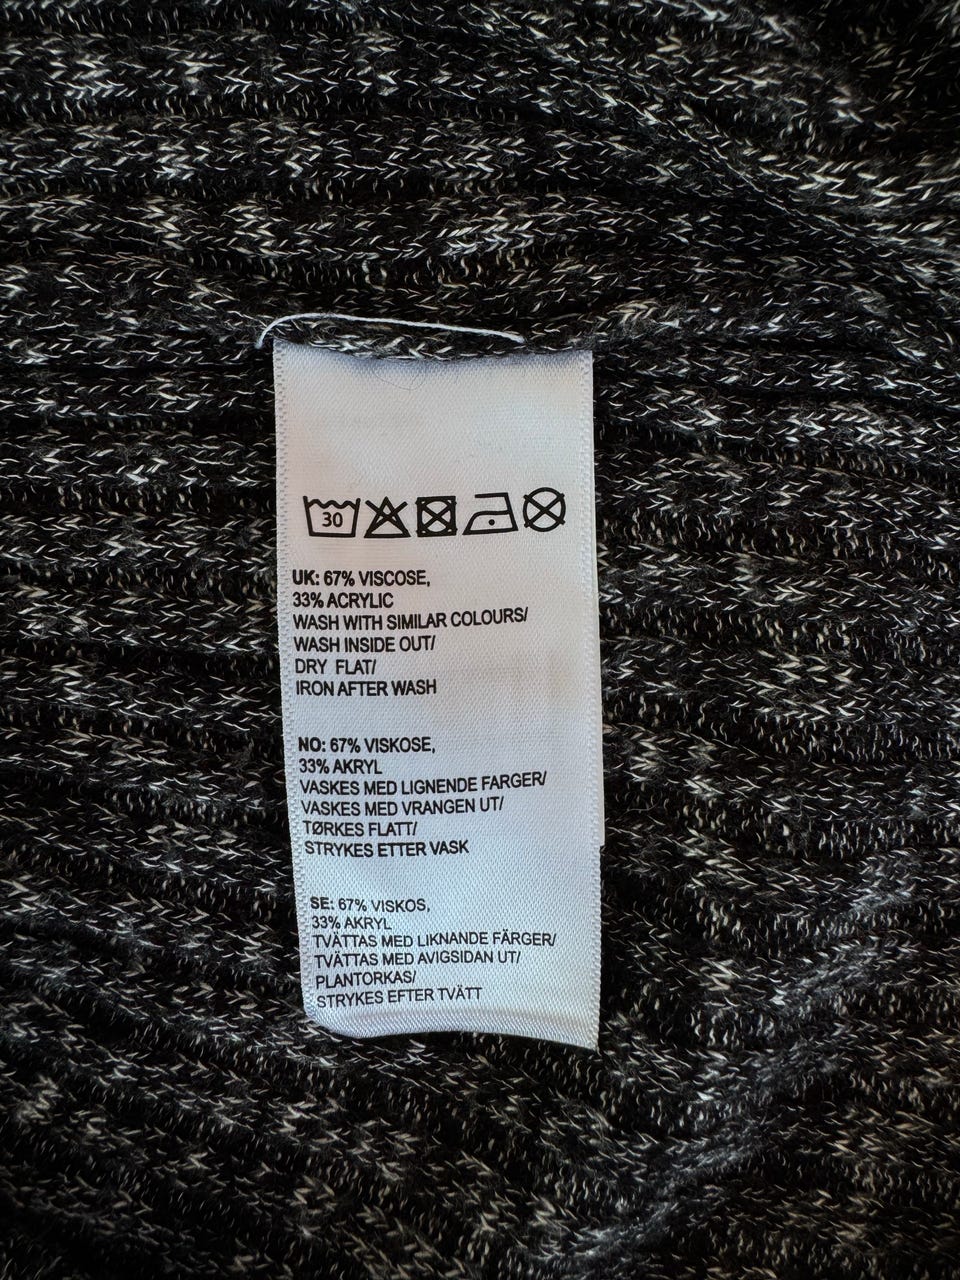 30
UK: 67% VISCOSE,
33% ACRYLIC
WASH WITH SIMILAR COLOURS/
WASH INSIDE OUT/
DRY FLAT/
IRON AFTER WASH
NO: 67% VISKOSE,
33% AKRYL
VASKES MED LIGNENDE FARGER/
VASKES MED VRANGEN UT/
TØRKES FLATT/
STRYKES ETTER VASK
SE: 67% VISKOS,
33% AKRYL
TVÄTTAS MED LIKNANDE FÄRGER/
TVÄTTAS MED AVIGSIDAN UT/
PLANTORKAS/
STRYKES EFTER TVÄTT